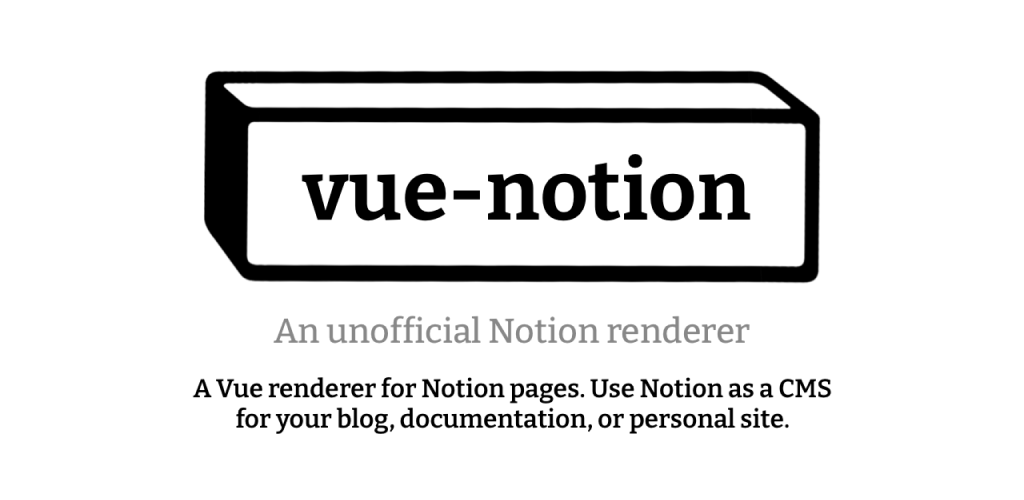 vue-notion
An unofficial Notion renderer
A Vue renderer for Notion pages. Use Notion as a CMS
for your blog, documentation, or personal site.